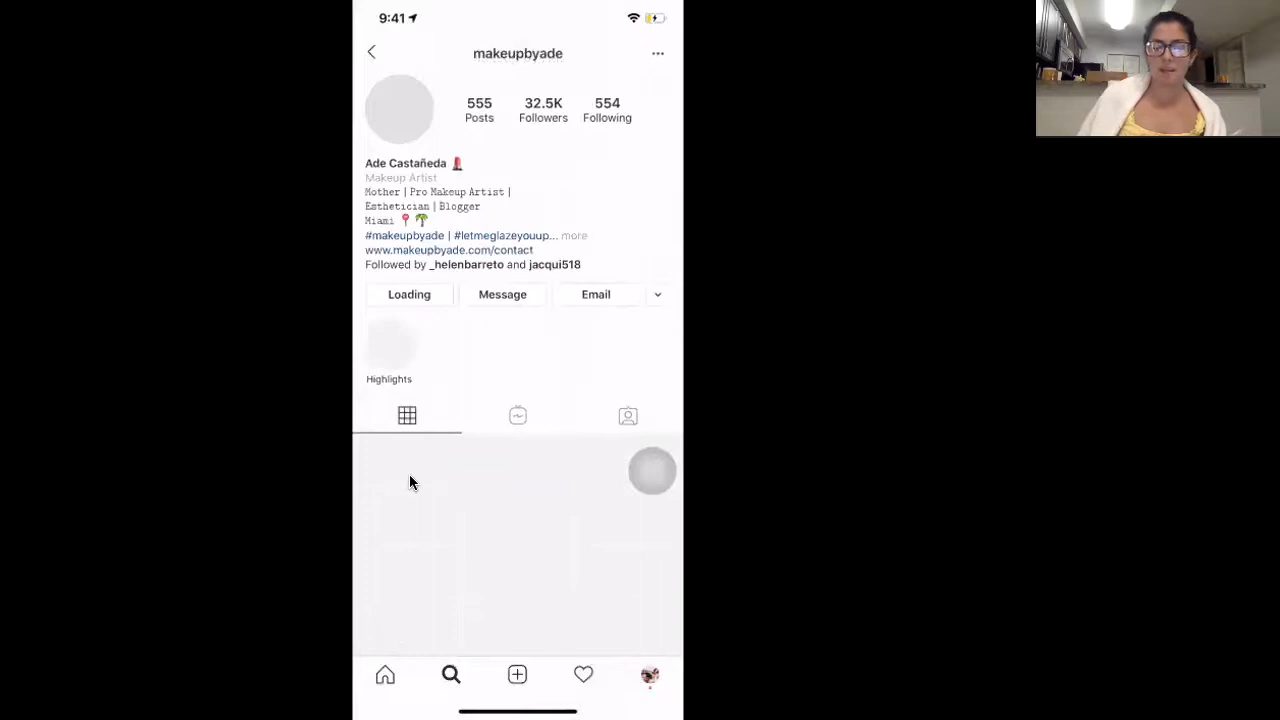 9:41
makeupbyade
555 32.5K 554
Posts Followers Following
Ade Castañeda
Makeup Artist
Mother | Pro Makeup Artist |
Esthetician | Blogger
Miami
#makeupbyade | #letmeglazeyouup... more
www.makeupbyade.com/contact
Followed by _helenbarreto and jacqui518
Loading Message Email
Highlights